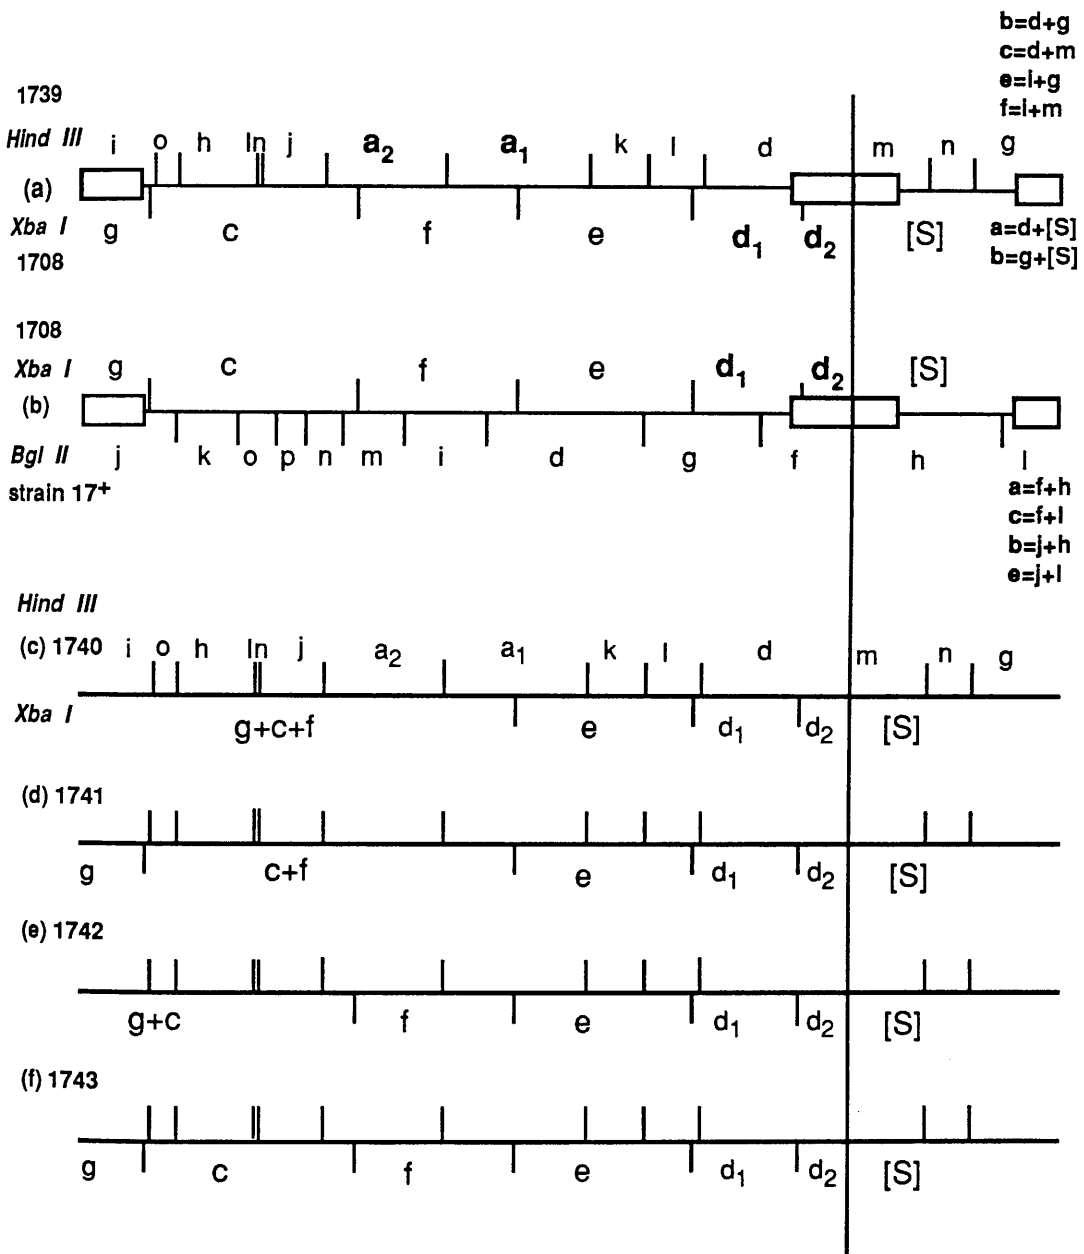 b=d+g
c=d+m
e=i+g
f=i+m
1739
Hind III i o h ln j a2 a1 k l d m n g
(a)
Xba I g c f e d1 d2 [S] a=d+[S]
1708 b=g+[S]
1708
Xba I g c f e d1 d2 [S]
(b)
Bgl II j k o p n m i d g f h l
strain 17+ a=f+h
c=f+l
b=j+h
e=j+l
Hind III
(c) 1740 i o h ln j a2 a1 k l d m n g
Xba I g+c+f e d1 d2 [S]
(d) 1741
g c+f e d1 d2 [S]
(e) 1742
g+c f e d1 d2 [S]
(f) 1743
g c f e d1 d2 [S]